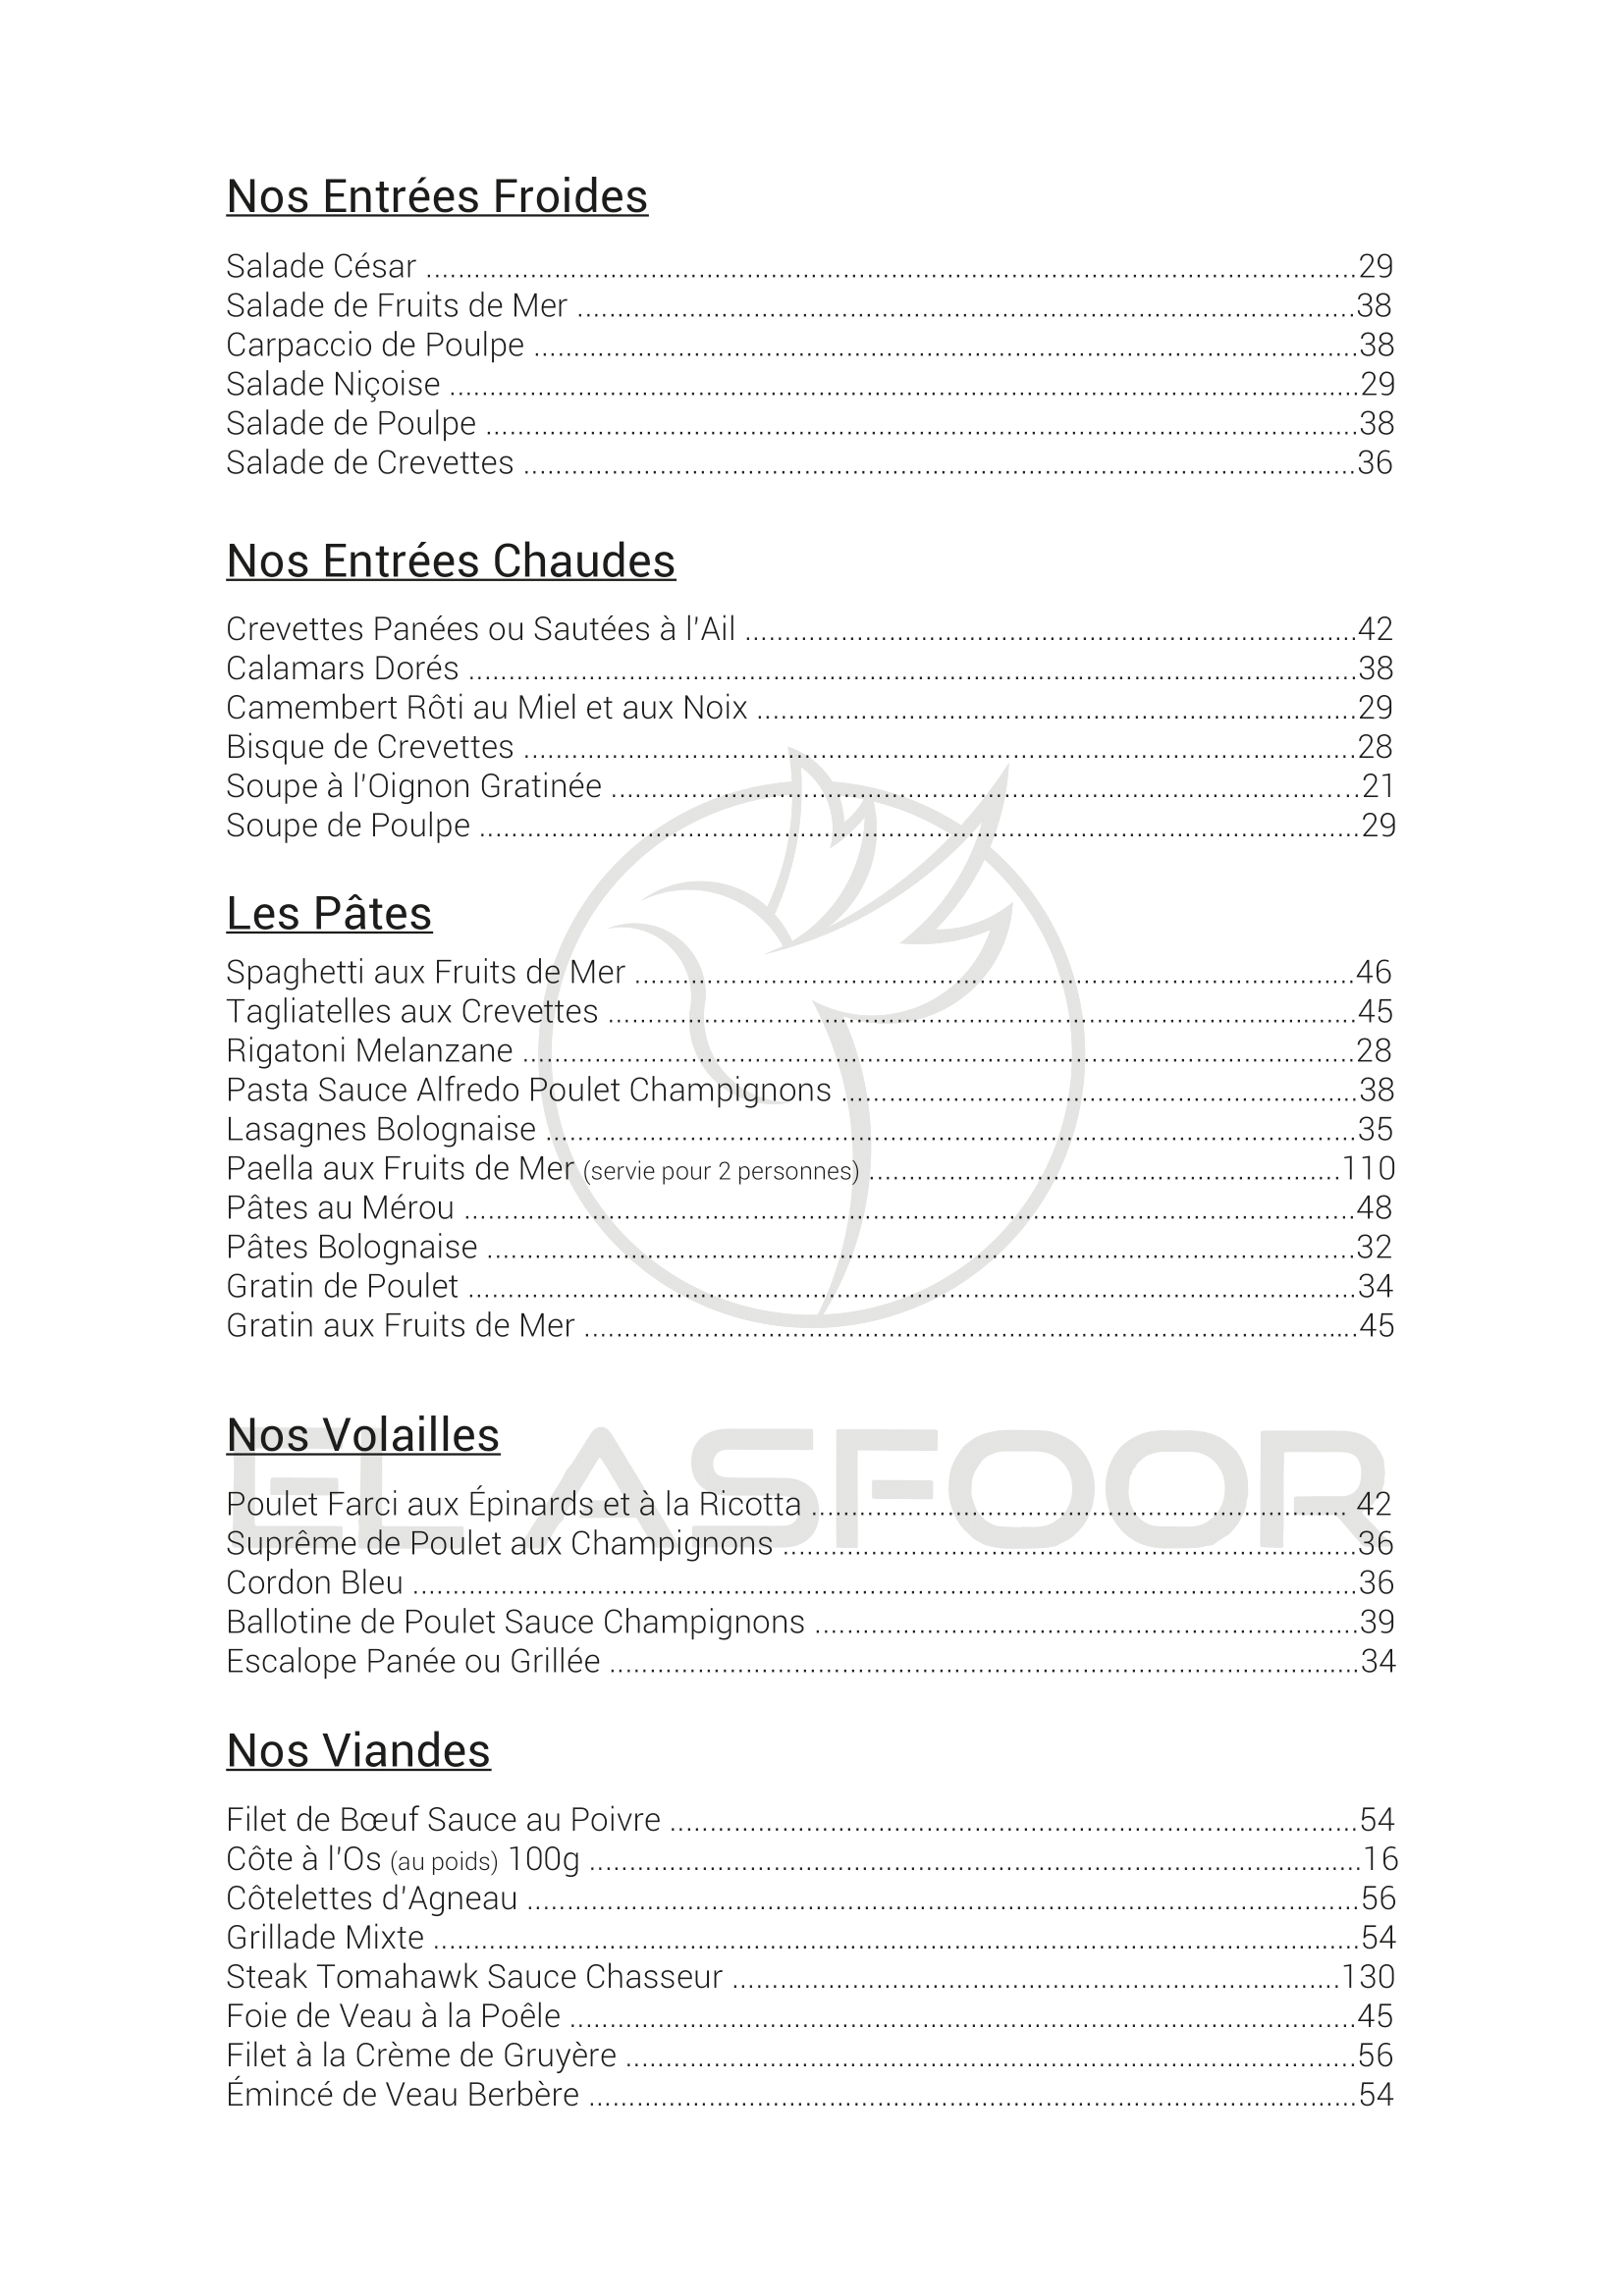 Nos Entrées Froides
Salade César ........................................................................................................................29
Salade de Fruits de Mer ....................................................................................................38
Carpaccio de Poulpe ..........................................................................................................38
Salade Niçoise .....................................................................................................................29
Salade de Poulpe ................................................................................................................38
Salade de Crevettes ...........................................................................................................36
Nos Entrées Chaudes
Crevettes Panées ou Sautées à l'Ail ...............................................................................42
Calamars Dorés ..................................................................................................................38
Camembert Rôti au Miel et aux Noix .............................................................................29
Bisque de Crevettes ...........................................................................................................28
Soupe à l'Oignon Gratinée ................................................................................................21
Soupe de Poulpe .................................................................................................................29
Les Pâtes
Spaghetti aux Fruits de Mer .............................................................................................46
Tagliatelles aux Crevettes ................................................................................................45
Rigatoni Melanzane ...........................................................................................................28
Pasta Sauce Alfredo Poulet Champignons ..................................................................38
Lasagnes Bolognaise ........................................................................................................35
Paella aux Fruits de Mer (servie pour 2 personnes) ............................................................110
Pâtes au Mérou ..................................................................................................................48
Pâtes Bolognaise ...............................................................................................................32
Gratin de Poulet ..................................................................................................................34
Gratin aux Fruits de Mer ...................................................................................................45
Nos Volailles
EL ASFOOR
Poulet Farci aux Épinards et à la Ricotta ..................................................................... 42
Suprême de Poulet aux Champignons ..........................................................................36
Cordon Bleu .........................................................................................................................36
Ballotine de Poulet Sauce Champignons .....................................................................39
Escalope Panée ou Grillée ................................................................................................34
Nos Viandes
Filet de Bœuf Sauce au Poivre ........................................................................................54
Côte à l'Os (au poids) 100g ...................................................................................................16
Côtelettes d'Agneau ...........................................................................................................56
Grillade Mixte .......................................................................................................................54
Steak Tomahawk Sauce Chasseur ..............................................................................130
Foie de Veau à la Poêle .....................................................................................................45
Filet à la Crème de Gruyère ..............................................................................................56
Émincé de Veau Berbère ...................................................................................................54